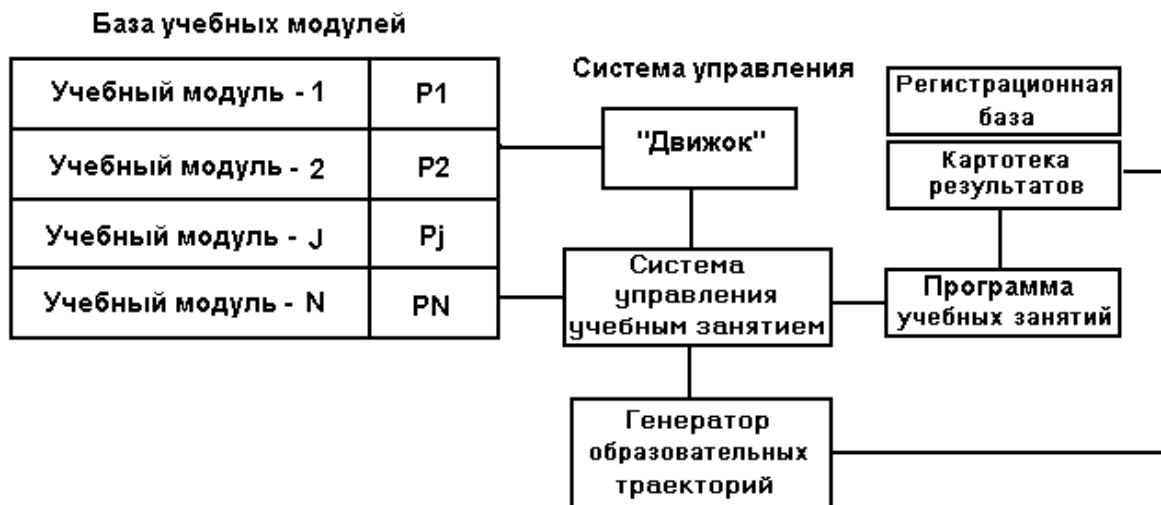 База учебных модулей
Учебный модуль - 1 P1
Учебный модуль - 2 P2
Учебный модуль - J Pj
Учебный модуль - N PN
Система управления
"Движок"
Система
управления
учебным занятием
Генератор
образовательных
траекторий
Регистрационная
база
Картотека
результатов
Программа
учебных занятий